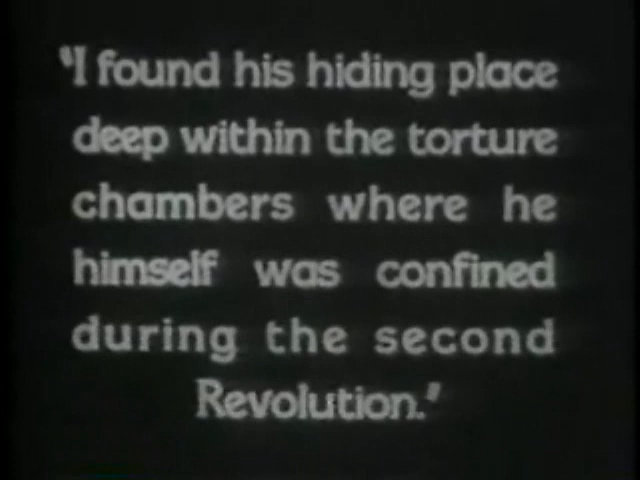 "I found his hiding place
deep within the torture
chambers where he
himself was confined
during the second
Revolution."